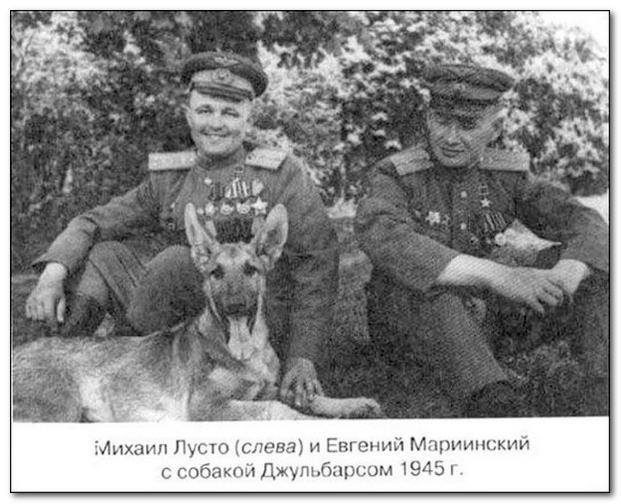 Михаил Лусто (слева) и Евгений Мариинский
с собакой Джульбарсом 1945 г.